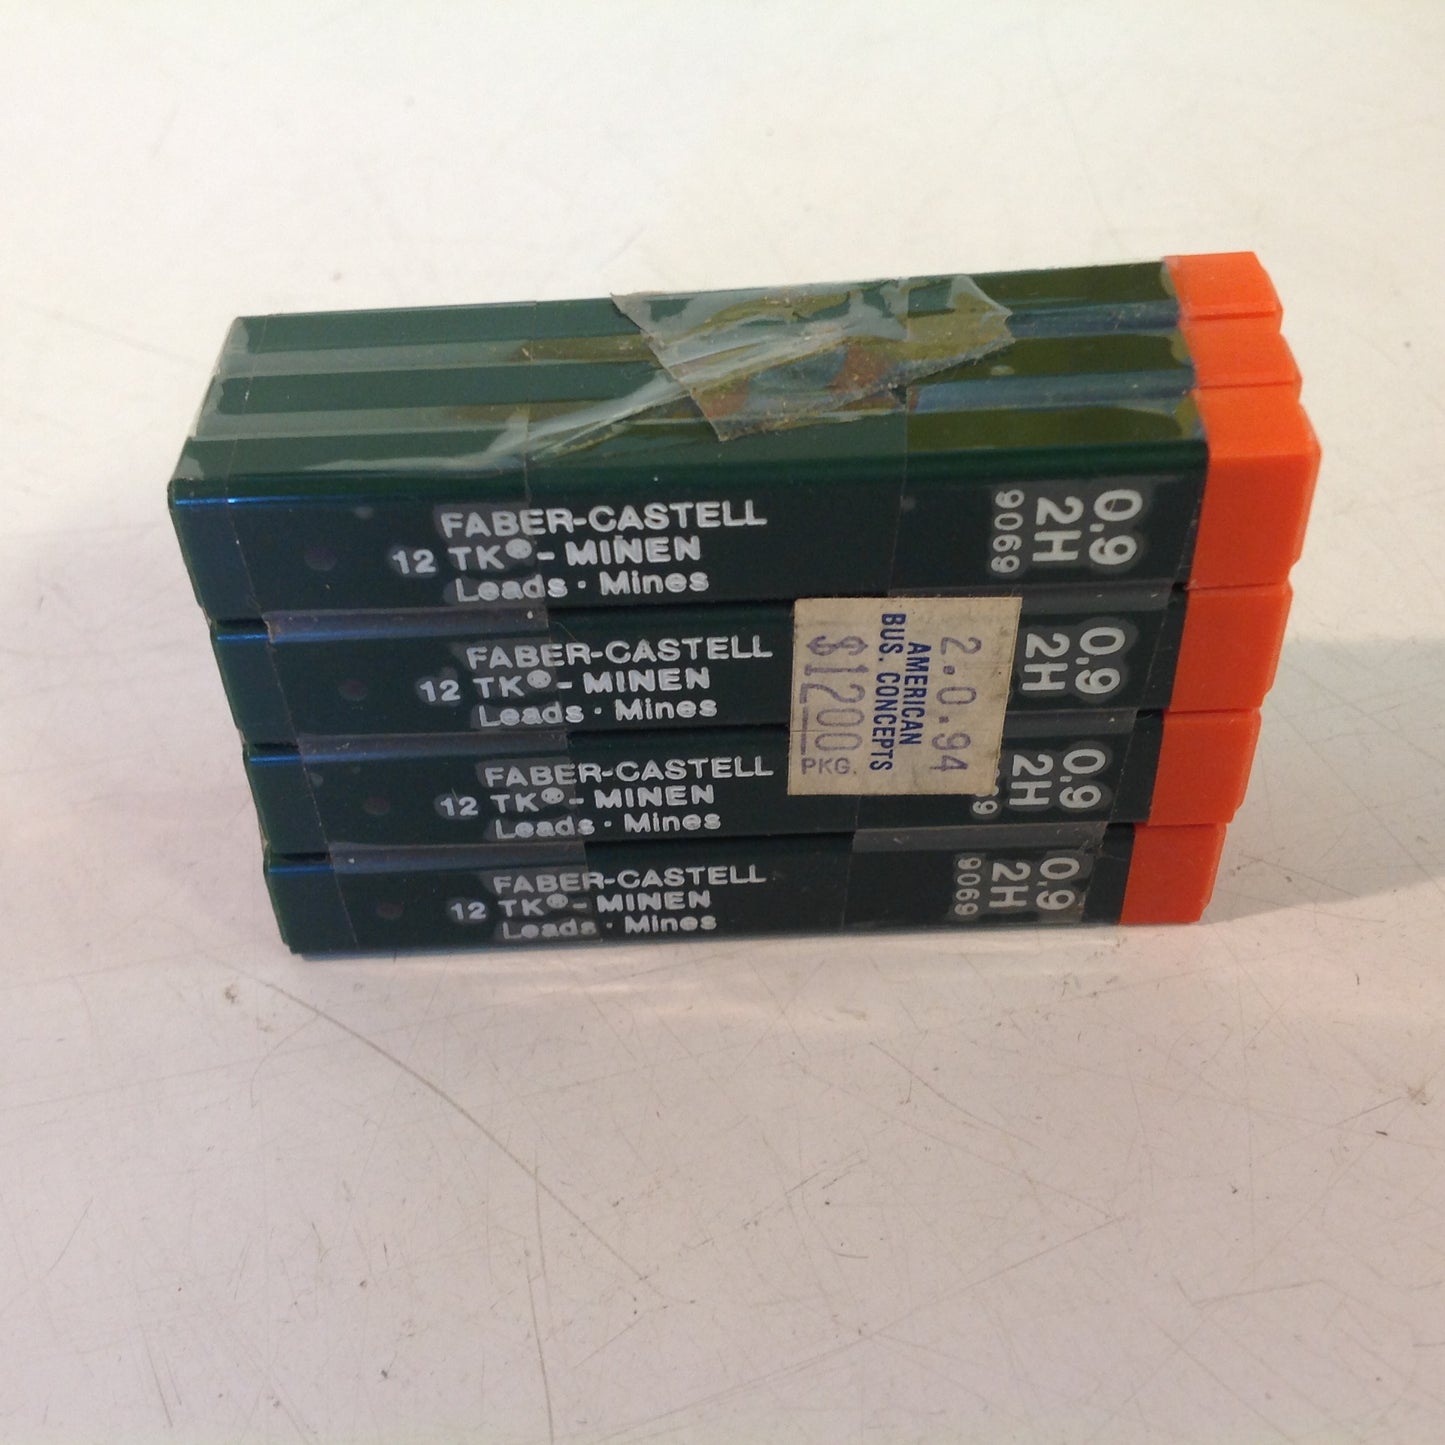 FABER-CASTELL
12 TK®-MINEN
Leads · Mines
0,9
2H
9069
FABER-CASTELL
12 TK®-MINEN
Leads · Mines
0,9
2H
2.0.94
AMERICAN
BUS. CONCEPTS
$1200
PKG.
FABER-CASTELL
12 TK®-MINEN
Leads · Mines
0,9
2H
69
FABER-CASTELL
12 TK®-MINEN
Leads · Mines
0,9
2H
9069